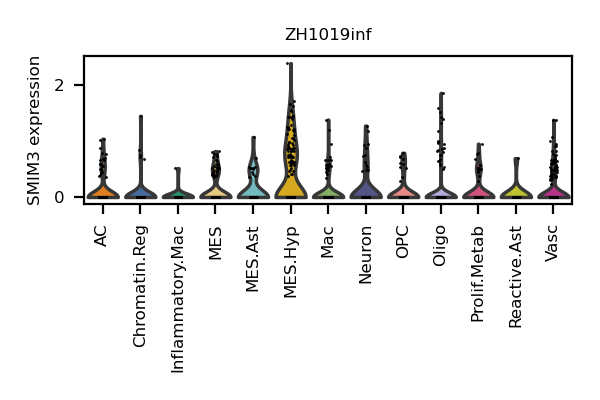 ZH1019inf
SMIM3 expression
2
0
AC
Chromatin.Reg
Inflammatory.Mac
MES
MES.Ast
MES.Hyp
Mac
Neuron
OPC
Oligo
Prolif.Metab
Reactive.Ast
Vasc